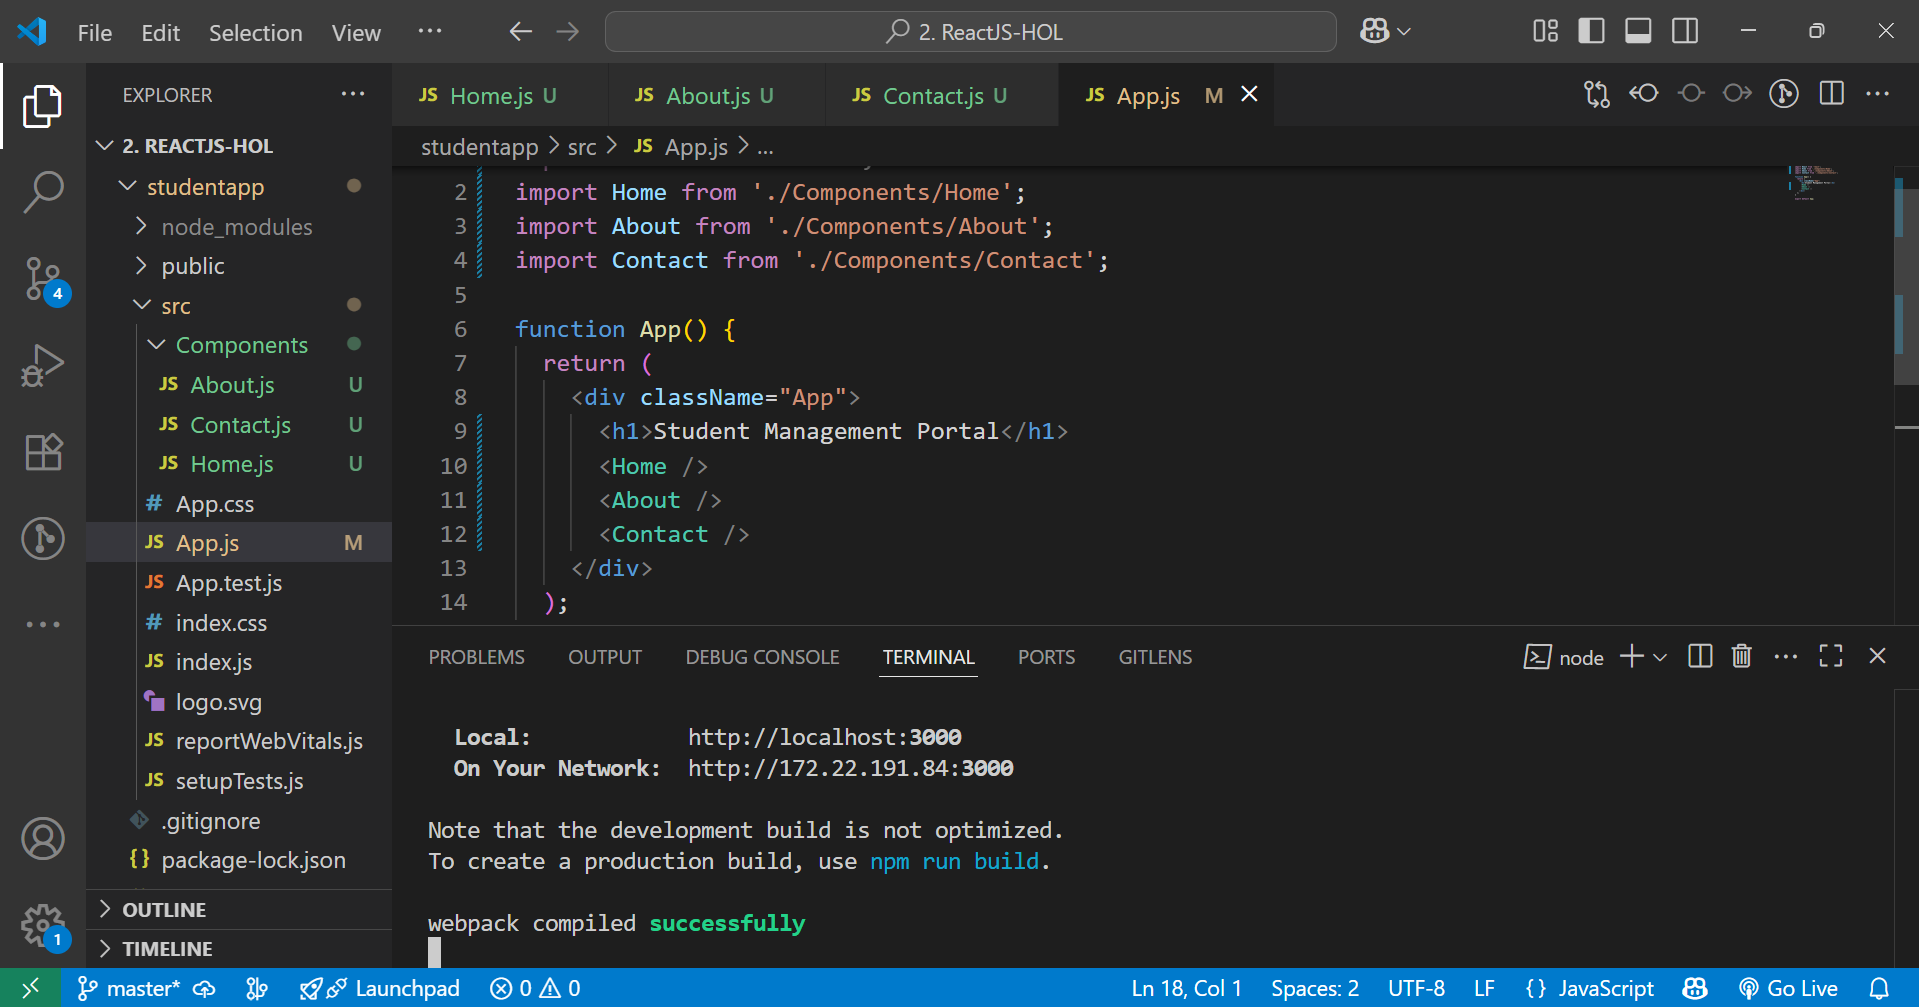 File Edit Selection View ··· 2. ReactJS-HOL
EXPLORER ···
2. REACTJS-HOL
studentapp
node_modules
public
src
Components
JS About.js U
JS Contact.js U
JS Home.js U
# App.css
JS App.js M
JS App.test.js
# index.css
JS index.js
logo.svg
JS reportWebVitals.js
JS setupTests.js
.gitignore
{} package-lock.json
OUTLINE
TIMELINE
4
1
JS Home.js U JS About.js U JS Contact.js U JS App.js M
studentapp > src > JS App.js > ...
2 import Home from './Components/Home';
3 import About from './Components/About';
4 import Contact from './Components/Contact';
5
6 function App() {
7 return (
8 <div className="App">
9 <h1>Student Management Portal</h1>
10 <Home />
11 <About />
12 <Contact />
13 </div>
14 );
PROBLEMS OUTPUT DEBUG CONSOLE TERMINAL PORTS GITLENS node
Local: http://localhost:3000
On Your Network: http://172.22.191.84:3000
Note that the development build is not optimized.
To create a production build, use npm run build.
webpack compiled successfully
master* Launchpad 0 0 Ln 18, Col 1 Spaces: 2 UTF-8 LF {} JavaScript Go Live